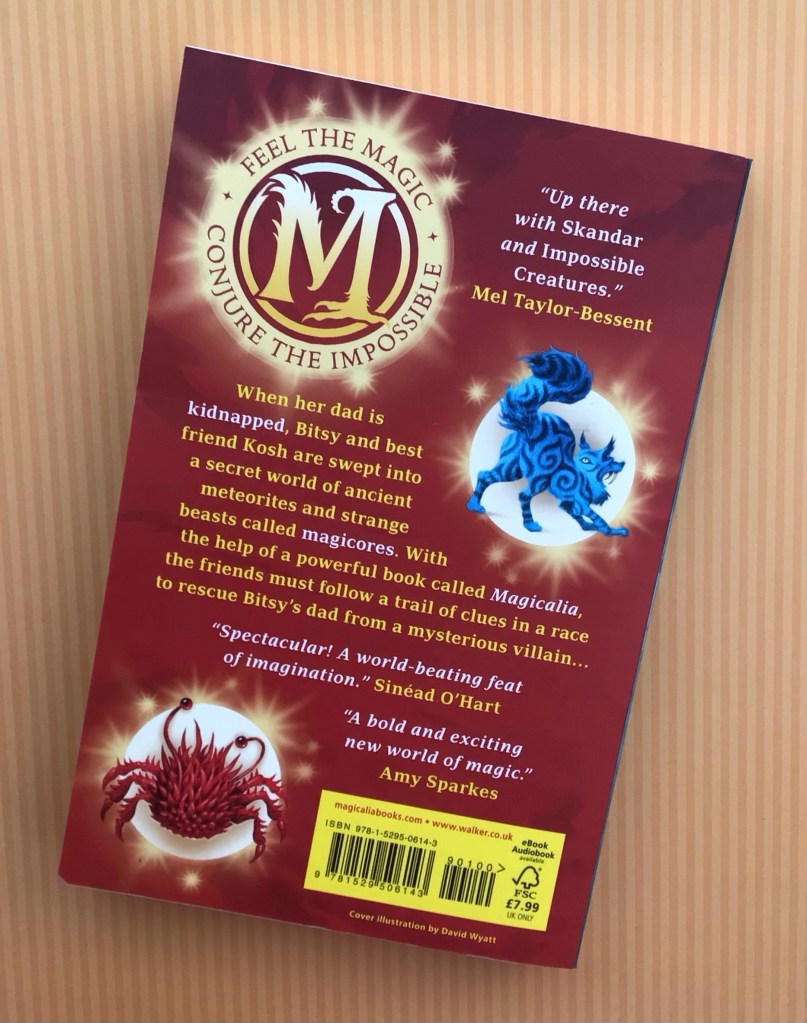 FEEL THE MAGIC
M
CONJURE THE IMPOSSIBLE
“Up there
with Skandar
and Impossible
Creatures.”
Mel Taylor-Bessent
When her dad is
kidnapped, Bitsy and best
friend Kosh are swept into
a secret world of ancient
meteorites and strange
beasts called magicores. With
the help of a powerful book called Magicalia,
the friends must follow a trail of clues in a race
to rescue Bitsy’s dad from a mysterious villain...
“Spectacular! A world-beating feat
of imagination.” Sinéad O’Hart
“A bold and exciting
new world of magic.”
Amy Sparkes
magicaliabooks.com • www.walker.co.uk
ISBN 978-1-5295-0614-3
90100>
9 781529 506143
eBook
Audiobook
available
FSC
£7.99
UK ONLY
Cover illustration by David Wyatt